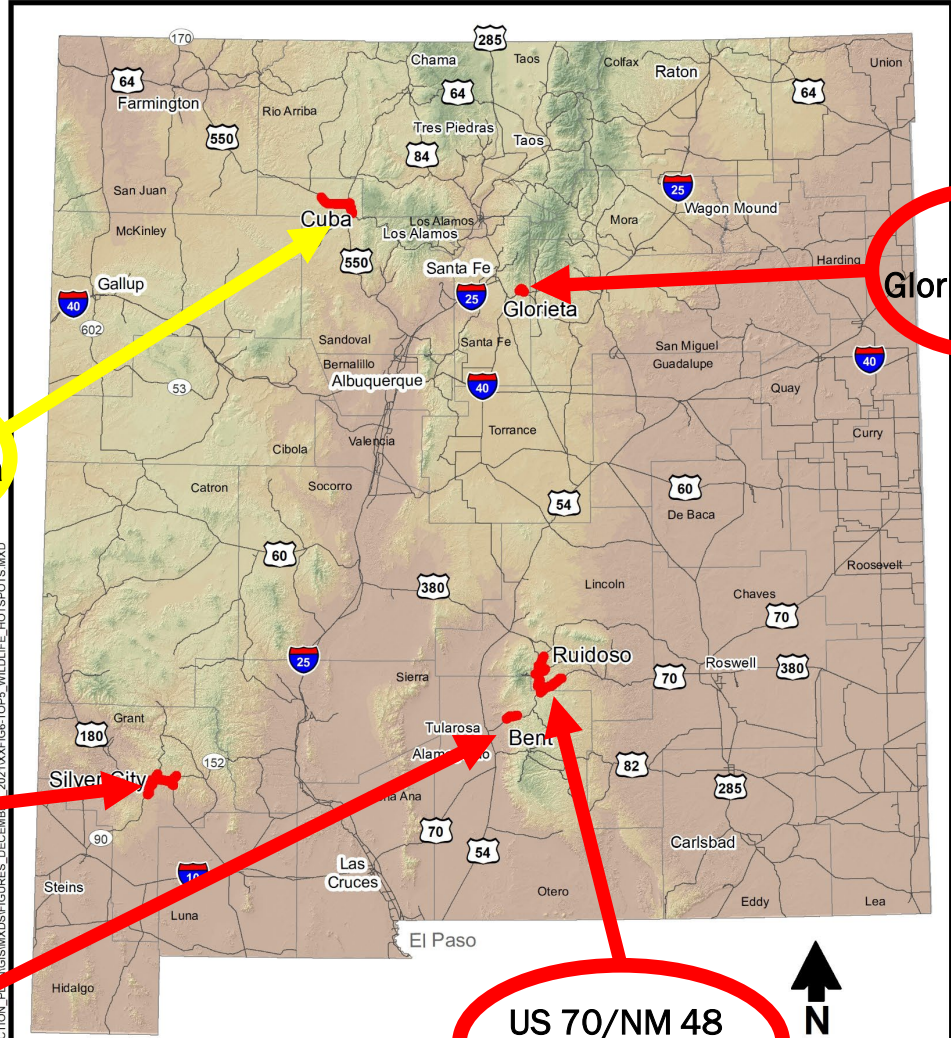 170
285
Chama
Taos
Colfax
Union
64
Farmington
64
Raton
64
Rio Arriba
550
Tres Piedras
Taos
84
San Juan
25
Wagon Mound
Cuba
Los Alamos
Los Alamos
Mora
McKinley
550
Santa Fe
Harding
Gallup
40
25
Glorieta
Glor
602
Sandoval
Santa Fe
San Miguel
Bernalillo
Guadalupe
40
Albuquerque
40
53
Quay
Torrance
Curry
Cibola
Valencia
Catron
Socorro
54
60
De Baca
60
Roosevelt
380
Lincoln
Chaves
70
25
Ruidoso
Roswell
380
Sierra
70
Grant
180
Tularosa
Bent
152
82
Silver City
285
90
70
54
Carlsbad
Las
Cruces
Steins
10
Otero
Eddy
Lea
Luna
El Paso
Hidalgo
US 70/NM 48
N